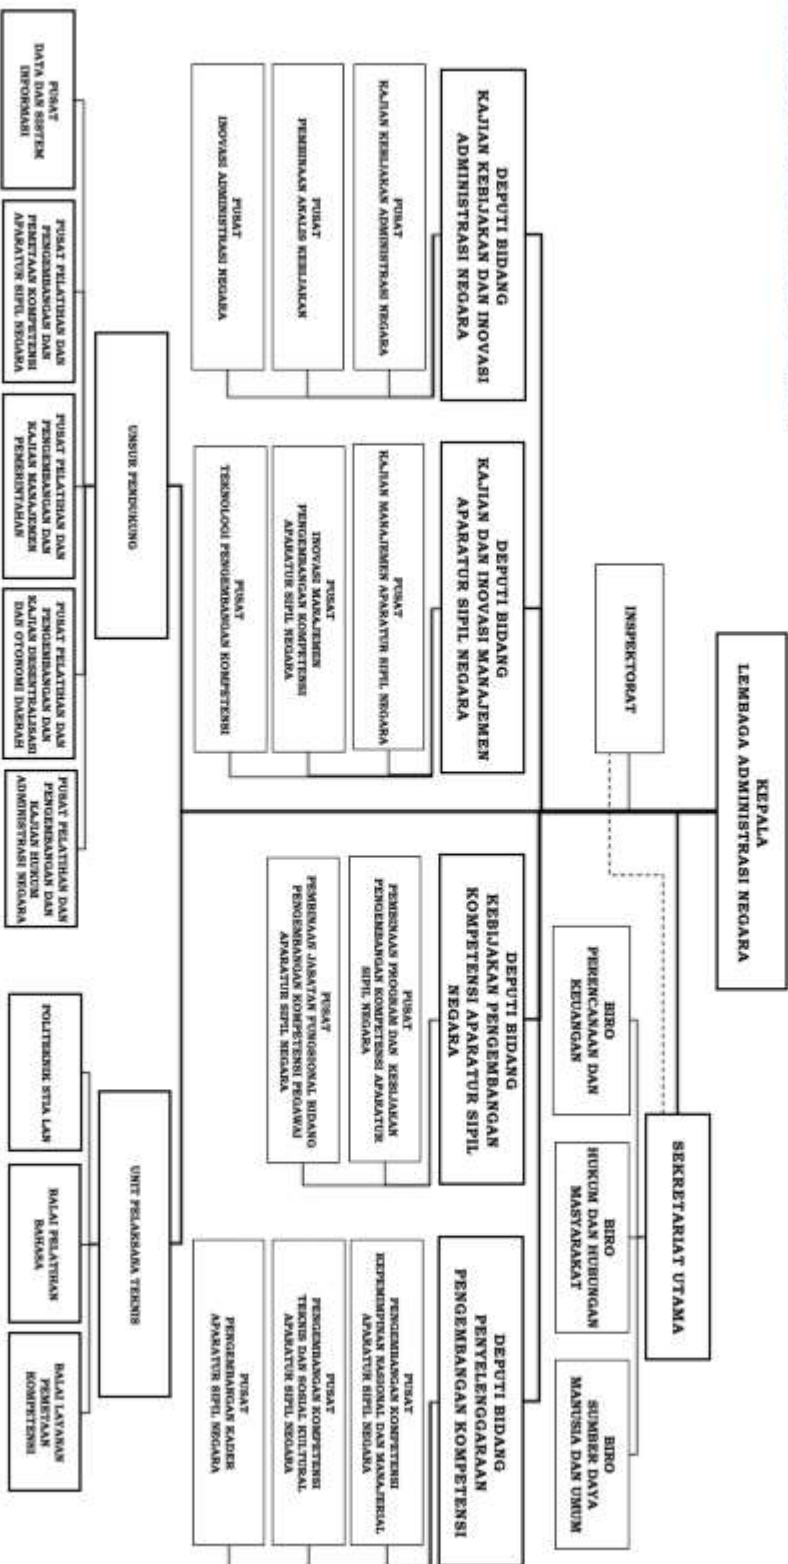 KEPALA
LEMBAGA ADMINISTRASI NEGARA
SEKRETARIAT UTAMA
INSPEKTORAT
BIRO
PERENCANAAN DAN
KEUANGAN
BIRO
HUKUM DAN HUBUNGAN
MASYARAKAT
BIRO
SUMBER DAYA
MANUSIA DAN UMUM
DEPUTI BIDANG
KAJIAN KEBIJAKAN DAN INOVASI
ADMINISTRASI NEGARA
DEPUTI BIDANG
KAJIAN DAN INOVASI MANAJEMEN
APARATUR SIPIL NEGARA
DEPUTI BIDANG
KEBIJAKAN PENGEMBANGAN
KOMPETENSI APARATUR SIPIL
NEGARA
DEPUTI BIDANG
PENYELENGGARAAN
PENGEMBANGAN KOMPETENSI
PUSAT
KAJIAN KEBIJAKAN ADMINISTRASI NEGARA
PUSAT
PEMBINAAN ANALIS KEBIJAKAN
PUSAT
INOVASI ADMINISTRASI NEGARA
PUSAT
KAJIAN MANAJEMEN APARATUR SIPIL NEGARA
PUSAT
INOVASI MANAJEMEN
PENGEMBANGAN KOMPETENSI
APARATUR SIPIL NEGARA
PUSAT
TEKNOLOGI PENGEMBANGAN KOMPETENSI
PUSAT
PEMBINAAN PROGRAM DAN KEBIJAKAN
PENGEMBANGAN KOMPETENSI APARATUR
SIPIL NEGARA
PUSAT
PEMBINAAN JABATAN FUNGSIONAL BIDANG
PENGEMBANGAN KOMPETENSI PEGAWAI
APARATUR SIPIL NEGARA
PUSAT
PENGEMBANGAN KOMPETENSI
KEPEMIMPINAN NASIONAL DAN MANAJERIAL
APARATUR SIPIL NEGARA
PUSAT
PENGEMBANGAN KOMPETENSI
TEKNIS DAN SOSIAL KULTURAL
APARATUR SIPIL NEGARA
PUSAT
PENGEMBANGAN KADER
APARATUR SIPIL NEGARA
UNSUR PENDUKUNG
UNIT PELAKSANA TEKNIS
PUSAT
DATA DAN SISTEM
INFORMASI
PUSAT PELATIHAN DAN
PENGEMBANGAN DAN
PEMETAAN KOMPETENSI
APARATUR SIPIL NEGARA
PUSAT PELATIHAN DAN
PENGEMBANGAN DAN
KAJIAN MANAJEMEN
PEMERINTAHAN
PUSAT PELATIHAN DAN
PENGEMBANGAN DAN
KAJIAN DESENTRALISASI
DAN OTONOMI DAERAH
PUSAT PELATIHAN DAN
PENGEMBANGAN DAN
KAJIAN HUKUM
ADMINISTRASI NEGARA
POLITEKNIK STIA LAN
BALAI PELATIHAN
BAHASA
BALAI LAYANAN
PEMETAAN
KOMPETENSI